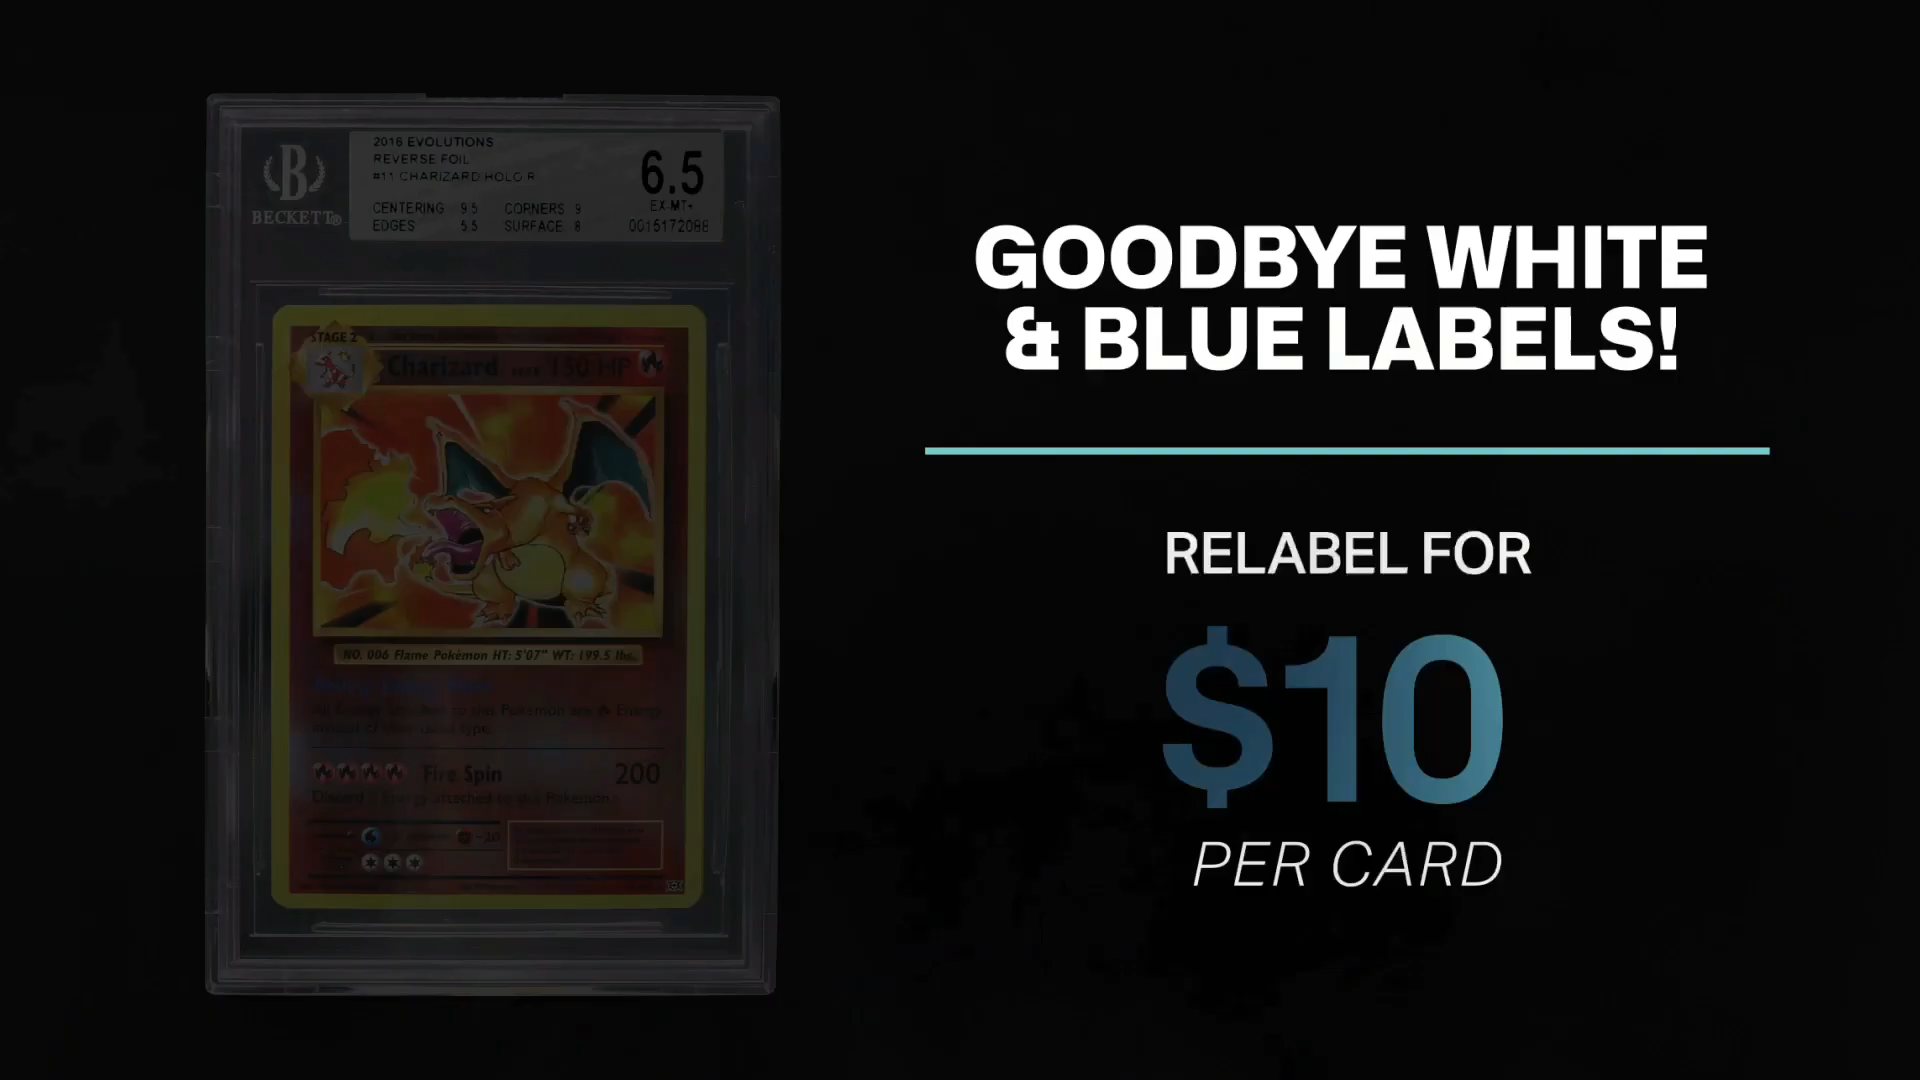 2016 EVOLUTIONS
REVERSE FOIL
#11 CHARIZARD HOLO R
6.5
EX-MT+
CENTERING 9.5 CORNERS 9
EDGES 5.5 SURFACE 8
0015172088
B
BECKETT®
STAGE 2
Charizard 150 HP
NO. 006 Flame Pokémon HT: 5'07" WT: 199.5 lbs.
Fire Spin 200
-20
GOODBYE WHITE
& BLUE LABELS!
RELABEL FOR
$10
PER CARD